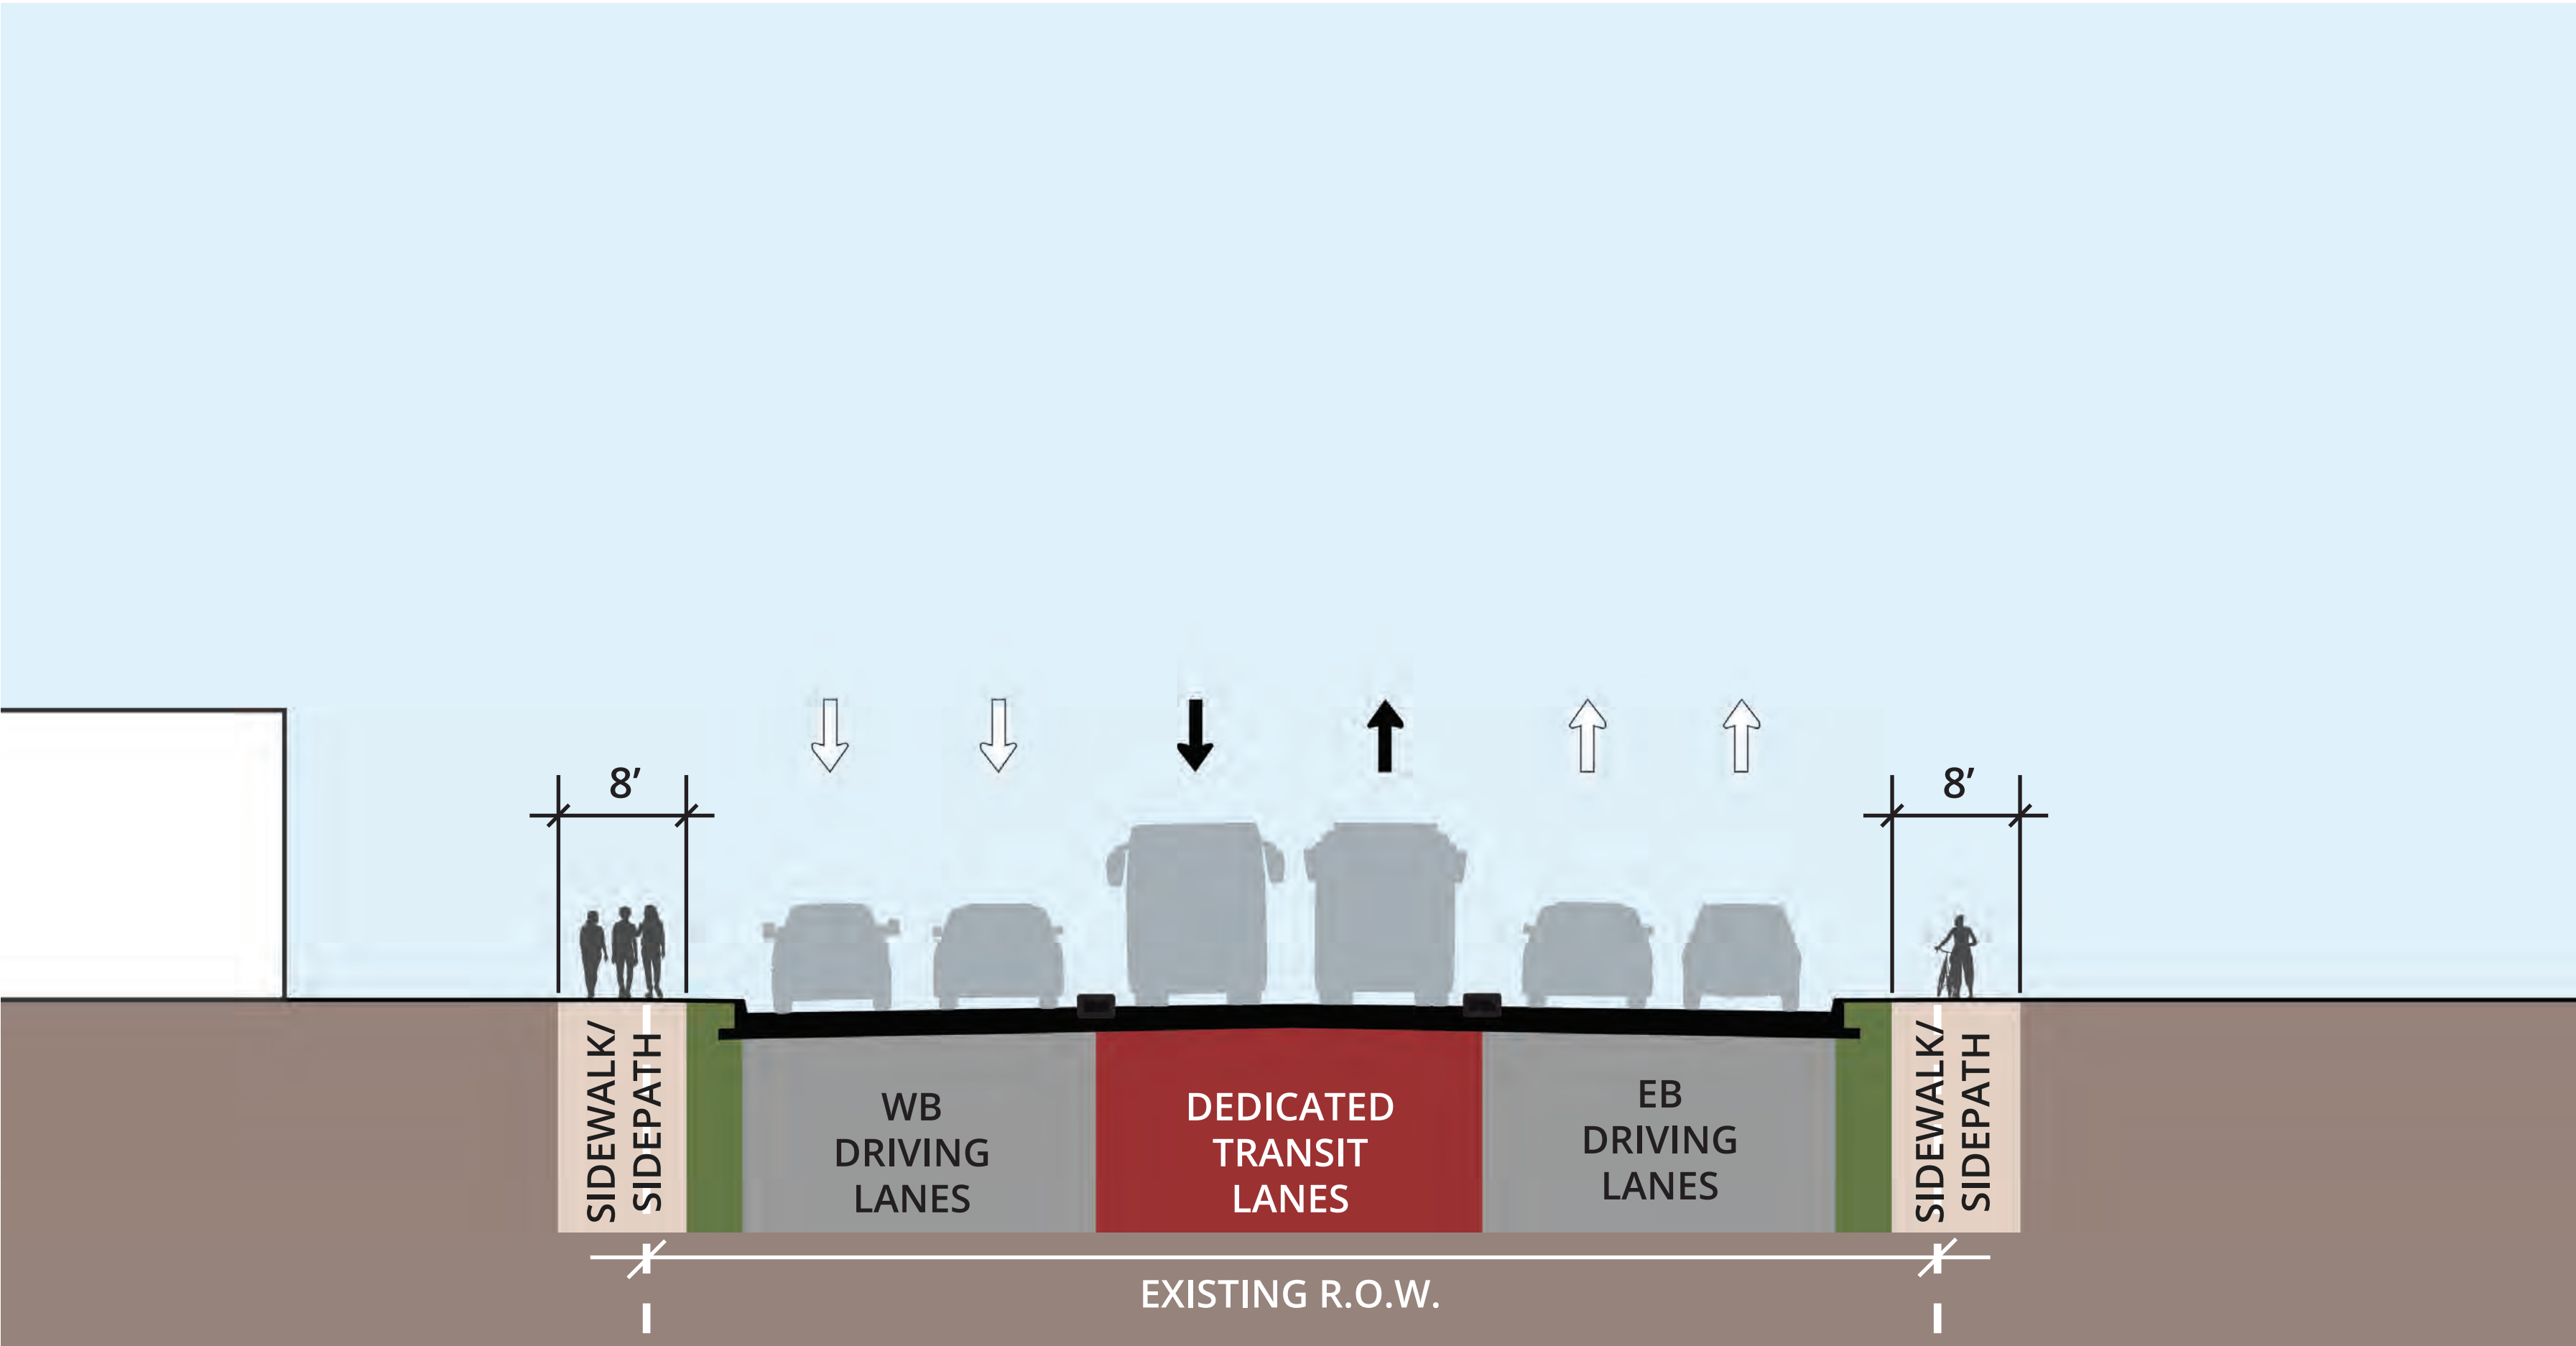 8’
8’
SIDEWALK/
SIDEPATH
WB
DRIVING
LANES
DEDICATED
TRANSIT
LANES
EB
DRIVING
LANES
SIDEWALK/
SIDEPATH
EXISTING R.O.W.